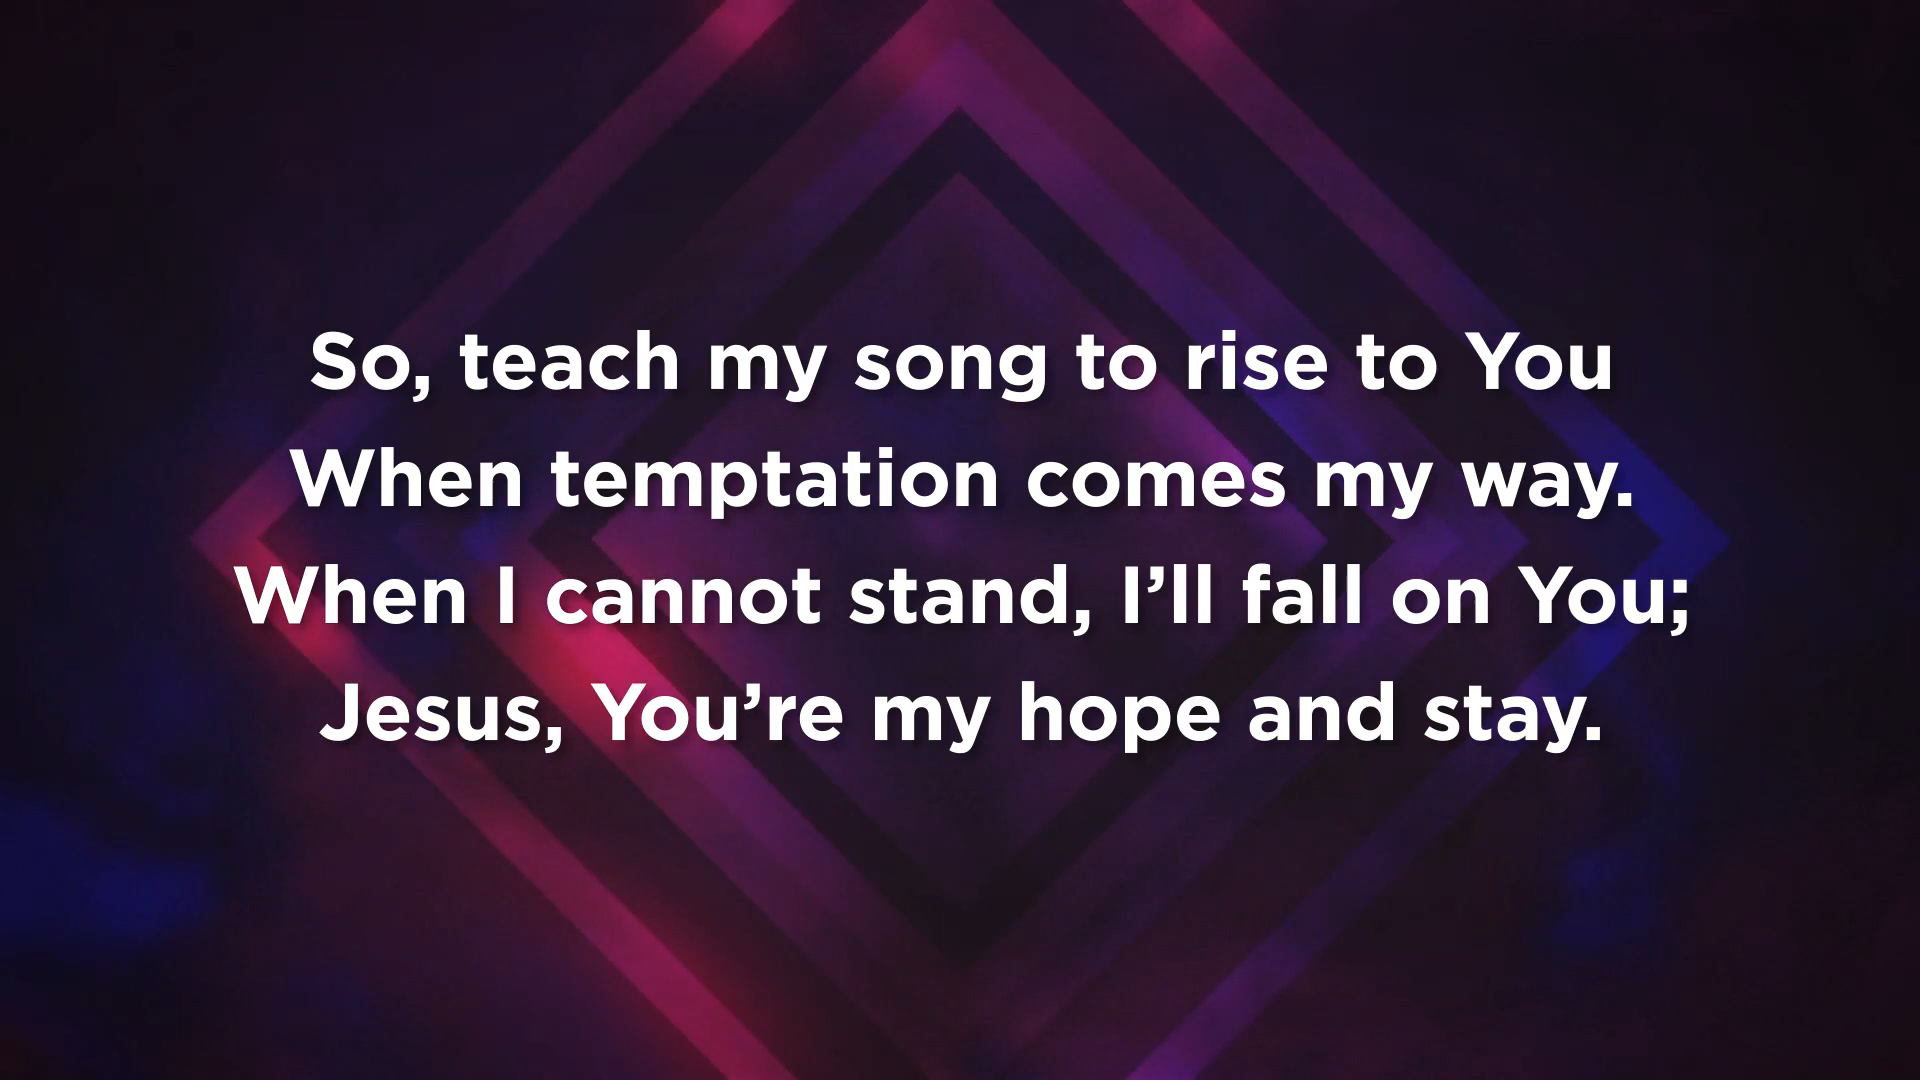 So, teach my song to rise to You
When temptation comes my way.
When I cannot stand, I’ll fall on You;
Jesus, You’re my hope and stay.